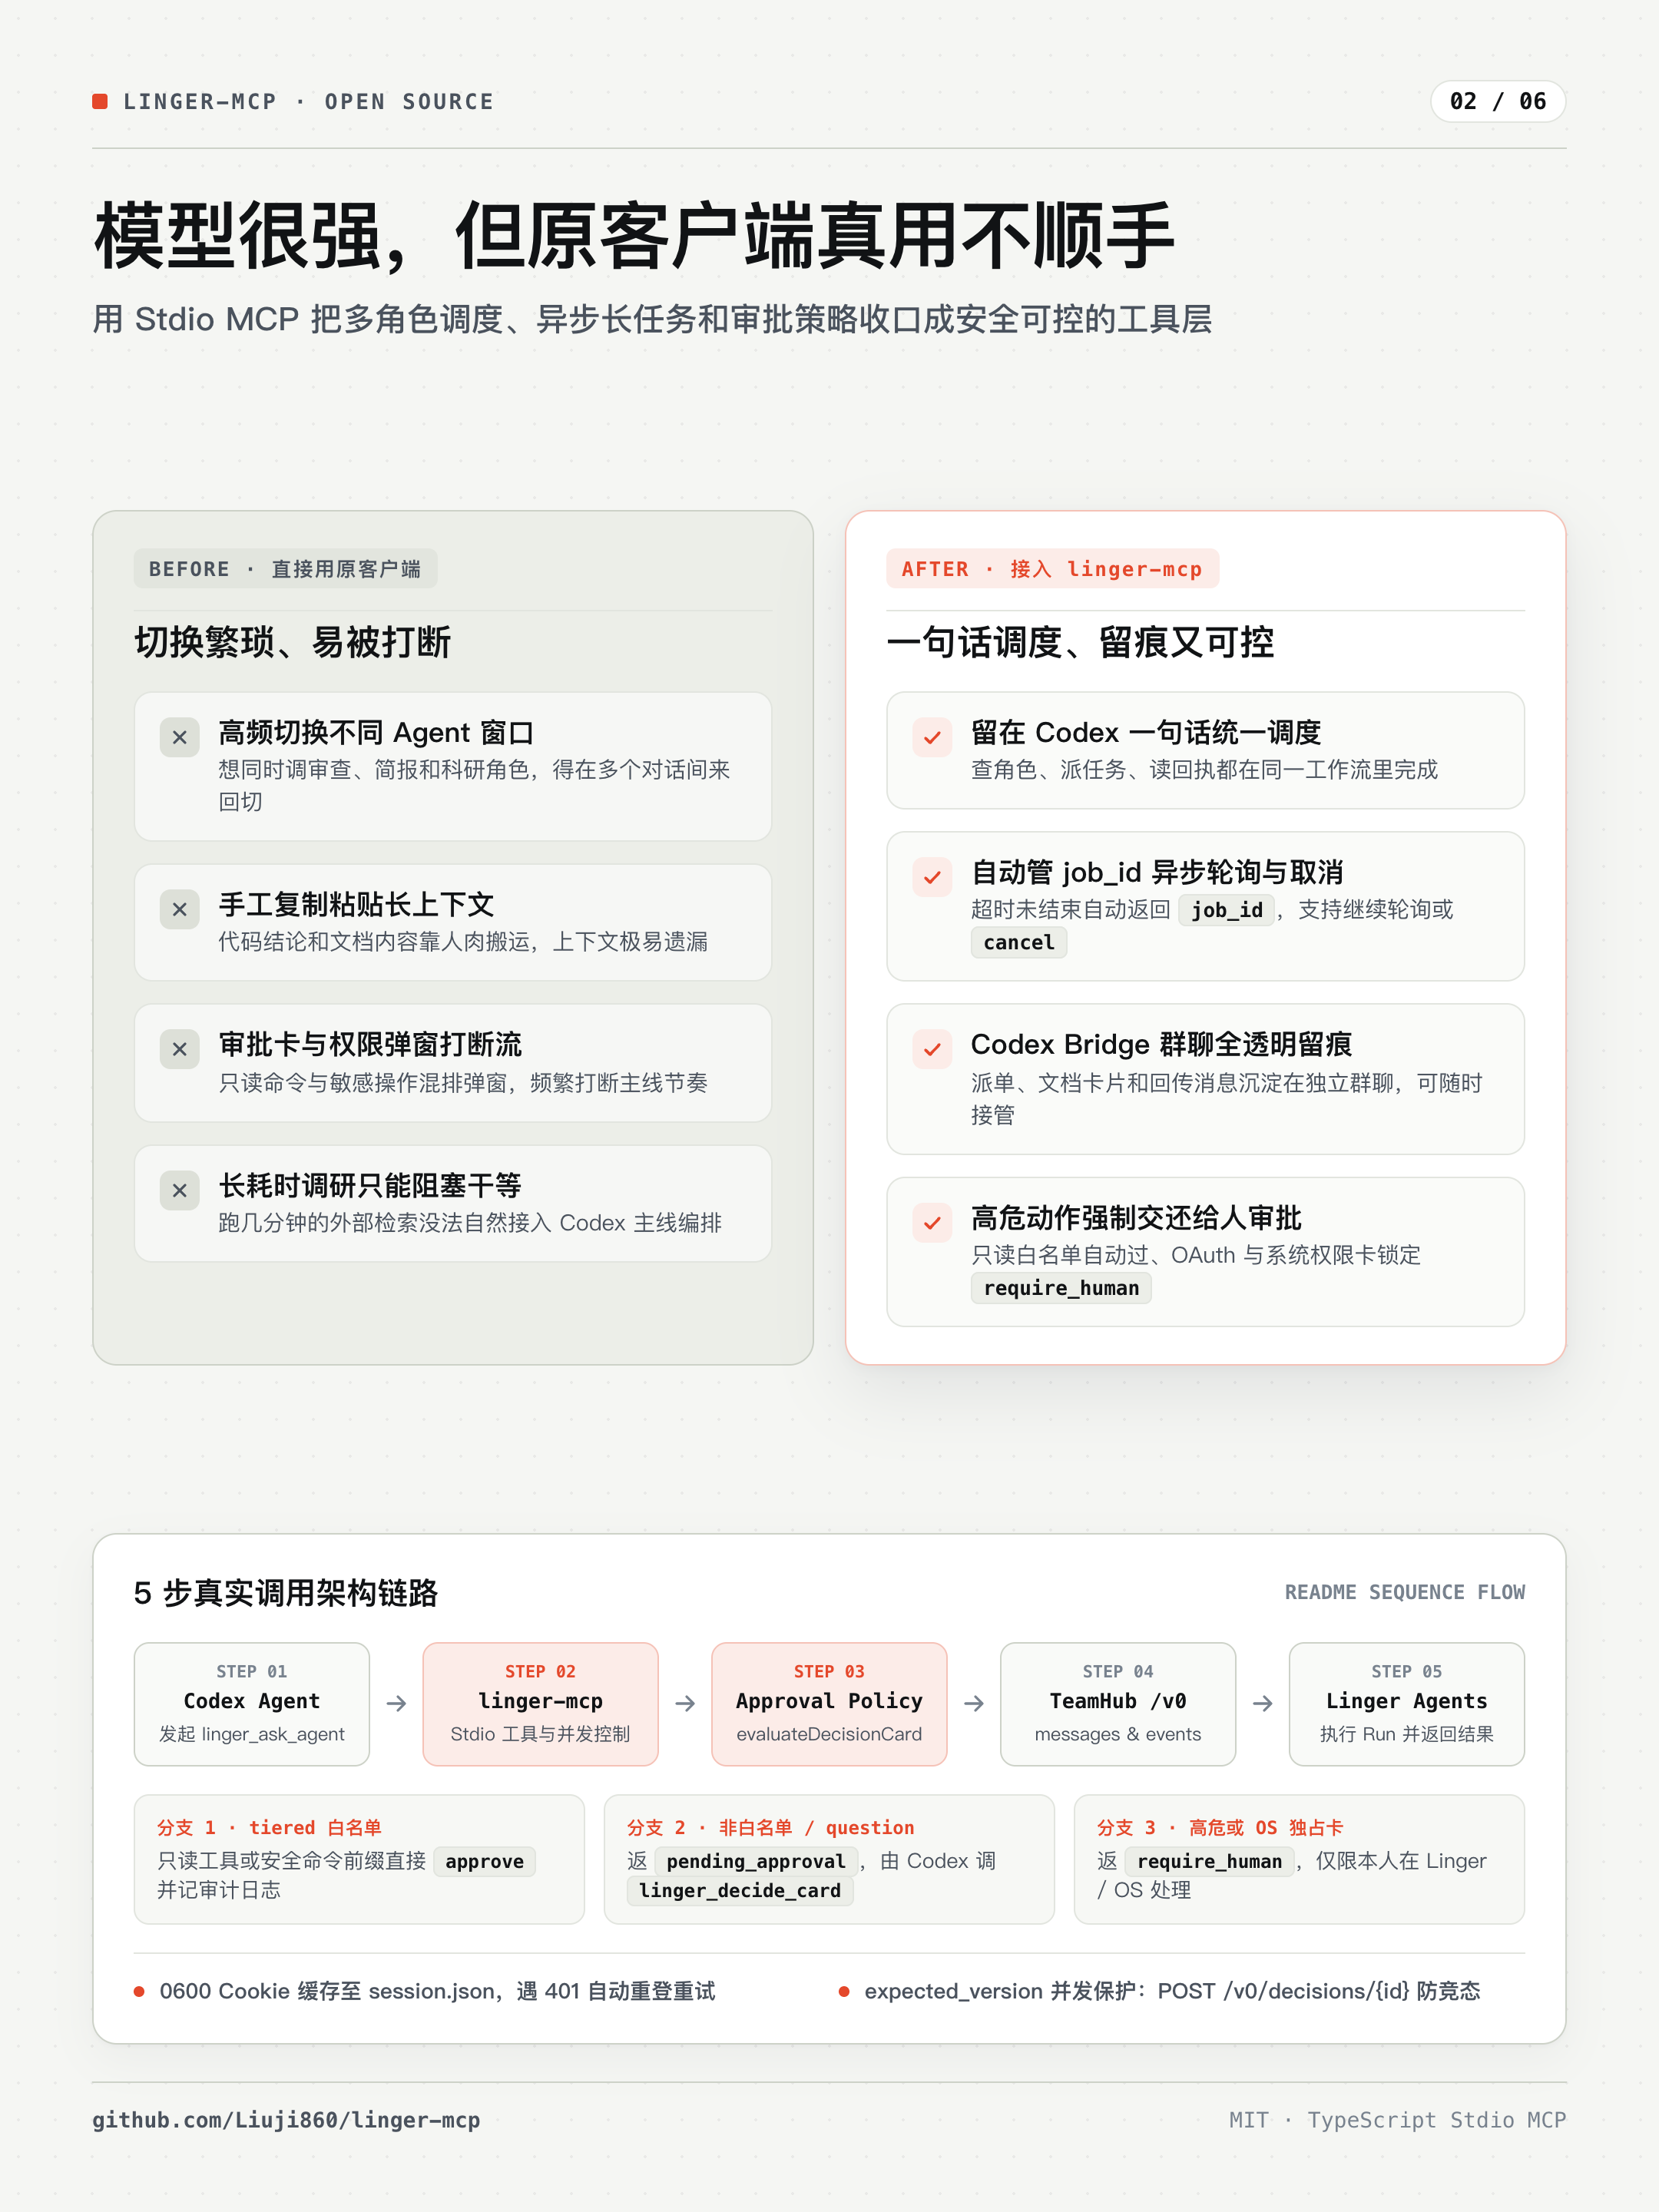 LINGER-MCP · OPEN SOURCE
02 / 06
模型很强，但原客户端真用不顺手
用 Stdio MCP 把多角色调度、异步长任务和审批策略收口成安全可控的工具层
BEFORE · 直接用原客户端
切换繁琐、易被打断
高频切换不同 Agent 窗口
想同时调审查、简报和科研角色，得在多个对话间来
回切
手工复制粘贴长上下文
代码结论和文档内容靠人肉搬运，上下文极易遗漏
审批卡与权限弹窗打断流
只读命令与敏感操作混排弹窗，频繁打断主线节奏
长耗时调研只能阻塞干等
跑几分钟的外部检索没法自然接入 Codex 主线编排
AFTER · 接入 linger-mcp
一句话调度、留痕又可控
留在 Codex 一句话统一调度
查角色、派任务、读回执都在同一工作流里完成
自动管 job_id 异步轮询与取消
超时未结束自动返回 job_id，支持继续轮询或
cancel
Codex Bridge 群聊全透明留痕
派单、文档卡片和回传消息沉淀在独立群聊，可随时
接管
高危动作强制交还给人审批
只读白名单自动过、OAuth 与系统权限卡锁定
require_human
5 步真实调用架构链路
README SEQUENCE FLOW
STEP 01
Codex Agent
发起 linger_ask_agent
STEP 02
linger-mcp
Stdio 工具与并发控制
STEP 03
Approval Policy
evaluateDecisionCard
STEP 04
TeamHub /v0
messages & events
STEP 05
Linger Agents
执行 Run 并返回结果
分支 1 · tiered 白名单
只读工具或安全命令前缀直接 approve
并记审计日志
分支 2 · 非白名单 / question
返 pending_approval，由 Codex 调
linger_decide_card
分支 3 · 高危或 OS 独占卡
返 require_human，仅限本人在 Linger
/ OS 处理
0600 Cookie 缓存至 session.json，遇 401 自动重登重试
expected_version 并发保护：POST /v0/decisions/{id} 防竞态
github.com/Liuji860/linger-mcp
MIT · TypeScript Stdio MCP